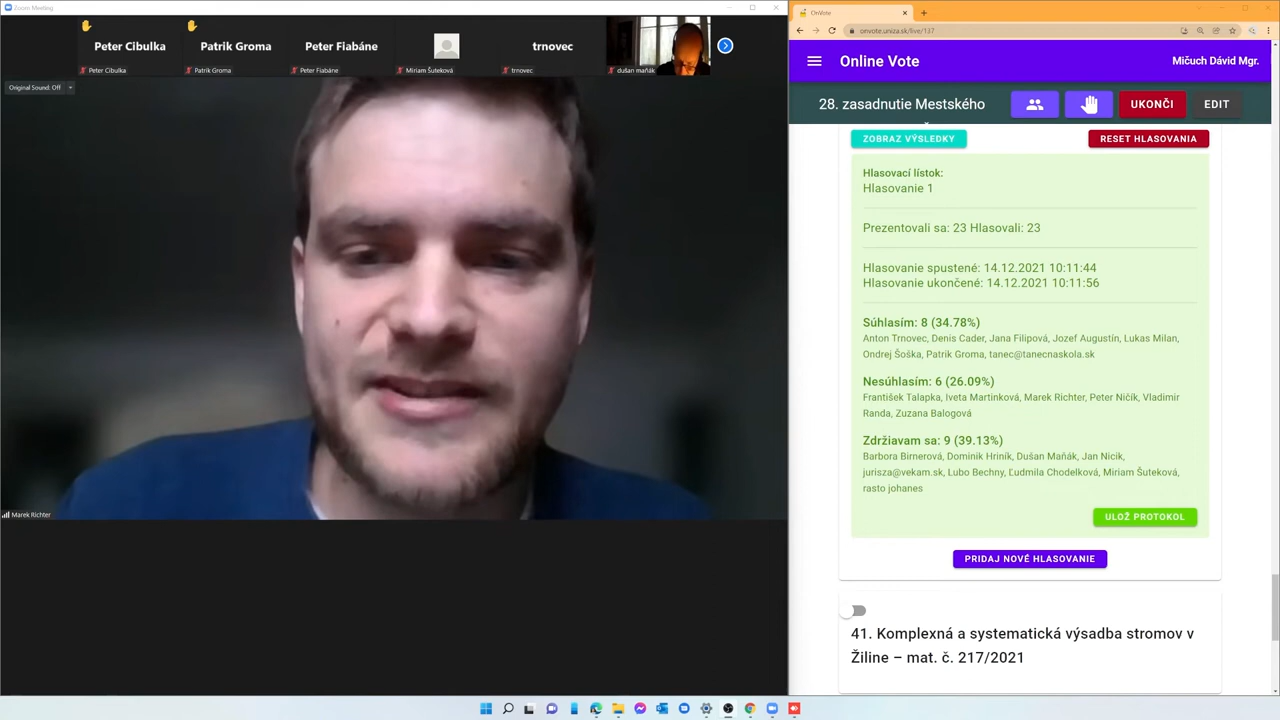 Zoom Meeting
Peter Cibulka
Patrik Groma
Peter Fiabáne
trnovec
Peter Cibulka
Patrik Groma
Peter Fiabáne
Miriam Šuteková
trnovec
dušan maňák
Original Sound: Off
Marek Richter
OnVote
onvote.uniza.sk/live/137
Online Vote
Mičuch Dávid Mgr.
28. zasadnutie Mestského
UKONČI
EDIT
ZOBRAZ VÝSLEDKY
RESET HLASOVANIA
Hlasovací lístok:
Hlasovanie 1
Prezentovali sa: 23 Hlasovali: 23
Hlasovanie spustené: 14.12.2021 10:11:44
Hlasovanie ukončené: 14.12.2021 10:11:56
Súhlasím: 8 (34.78%)
Anton Trnovec, Denis Cader, Jana Filipová, Jozef Augustín, Lukas Milan,
Ondrej Šoška, Patrik Groma, tanec@tanecnaskola.sk
Nesúhlasím: 6 (26.09%)
František Talapka, Iveta Martinková, Marek Richter, Peter Ničík, Vladimir
Randa, Zuzana Balogová
Zdržiavam sa: 9 (39.13%)
Barbora Birnerová, Dominik Hriník, Dušan Maňák, Jan Nicik,
jurisza@vekam.sk, Lubo Bechny, Ľudmila Chodelková, Miriam Šuteková,
rasto johanes
ULOŽ PROTOKOL
PRIDAJ NOVÉ HLASOVANIE
41. Komplexná a systematická výsadba stromov v
Žiline – mat. č. 217/2021